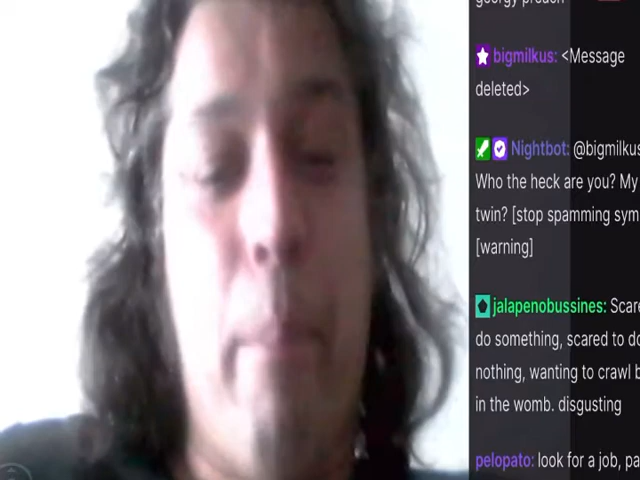 georgy preach
bigmilkus: <Message
deleted>
Nightbot: @bigmilkus
Who the heck are you? My
twin? [stop spamming sym
[warning]
jalapenobussines: Scare
do something, scared to do
nothing, wanting to crawl b
in the womb. disgusting
pelopato: look for a job, pa